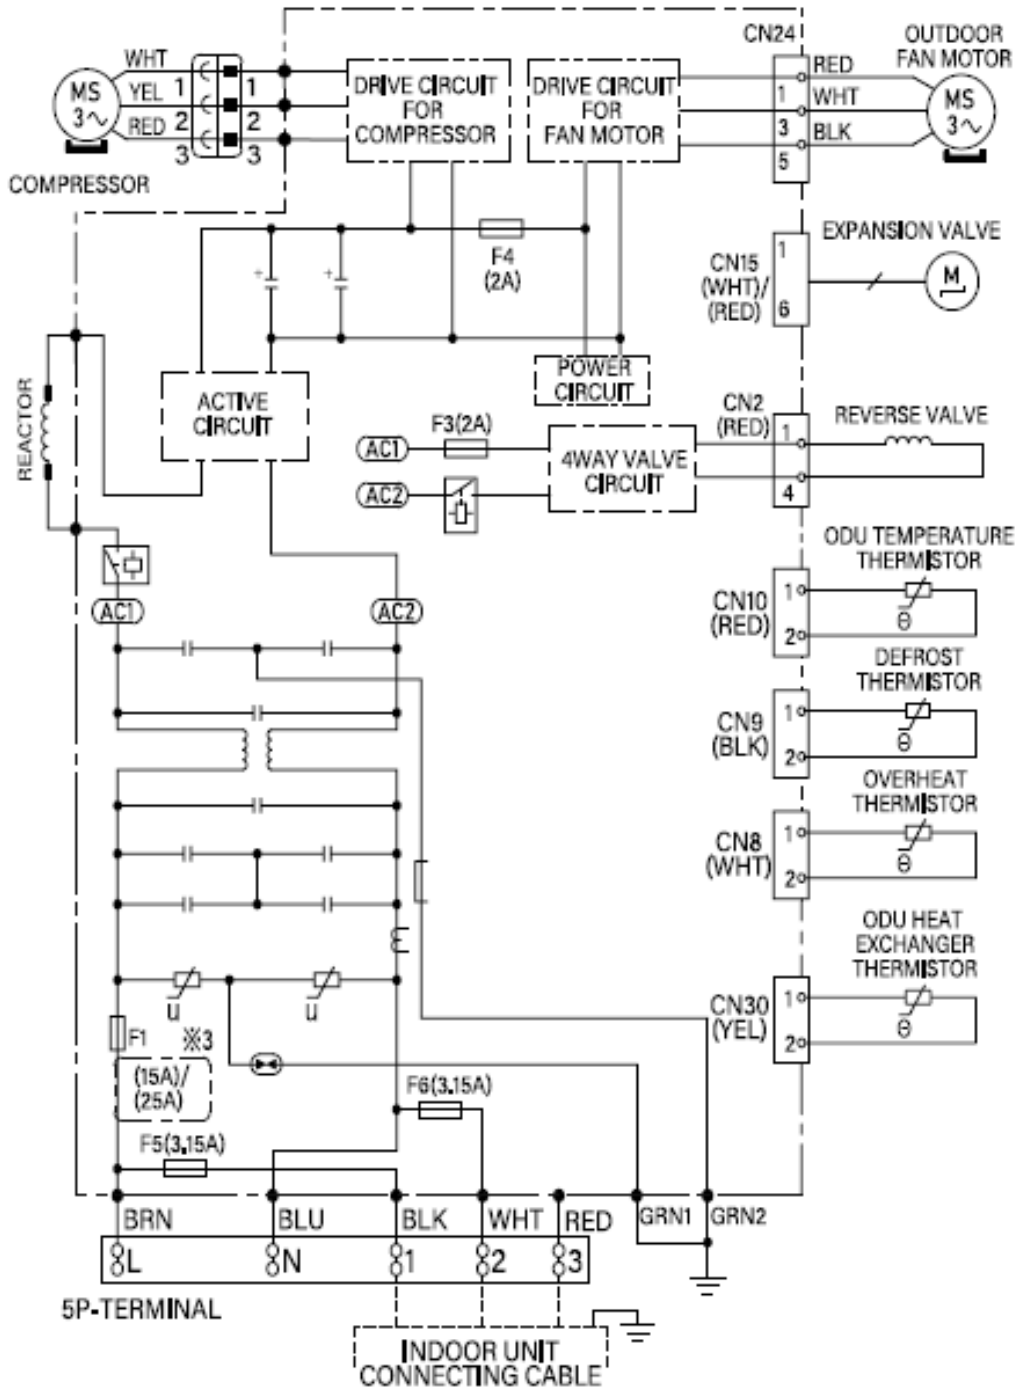 CN24
OUTDOOR
FAN MOTOR
WHT
YEL
RED
MS
3~
1
2
3
1
2
3
COMPRESSOR
DRIVE CIRCUIT
FOR
COMPRESSOR
DRIVE CIRCUIT
FOR
FAN MOTOR
1
3
5
RED
WHT
BLK
MS
3~
F4
(2A)
+
+
CN15
(WHT)/
(RED)
1
6
EXPANSION VALVE
M
REACTOR
ACTIVE
CIRCUIT
POWER
CIRCUIT
F3(2A)
AC1
AC2
4WAY VALVE
CIRCUIT
CN2
(RED)
1
4
REVERSE VALVE
AC1
AC2
ODU TEMPERATURE
THERMISTOR
CN10
(RED)
1
2
θ
DEFROST
THERMISTOR
CN9
(BLK)
1
2
θ
OVERHEAT
THERMISTOR
CN8
(WHT)
1
2
θ
ODU HEAT
EXCHANGER
THERMISTOR
CN30
(YEL)
1
2
θ
u
u
F1
※3
(15A)/
(25A)
F6(3.15A)
F5(3.15A)
BRN
BLU
BLK
WHT
RED
GRN1
GRN2
L
N
1
2
3
5P-TERMINAL
INDOOR UNIT
CONNECTING CABLE